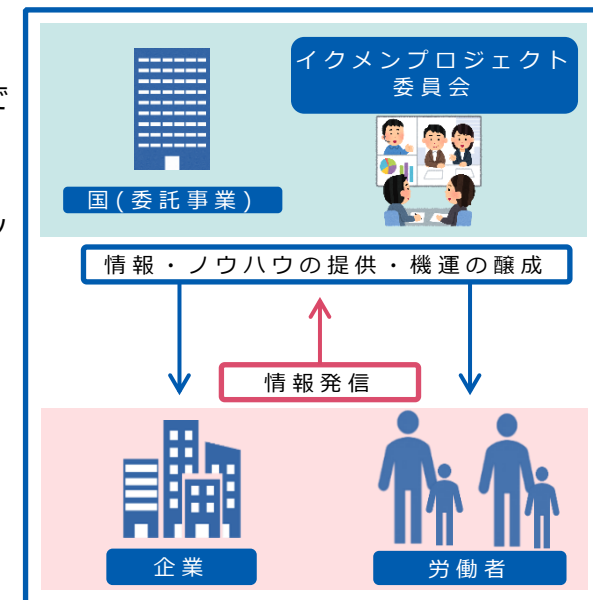 イクメンプロジェクト
委員会
国(委託事業)
情報・ノウハウの提供・機運の醸成
情報発信
企業
労働者